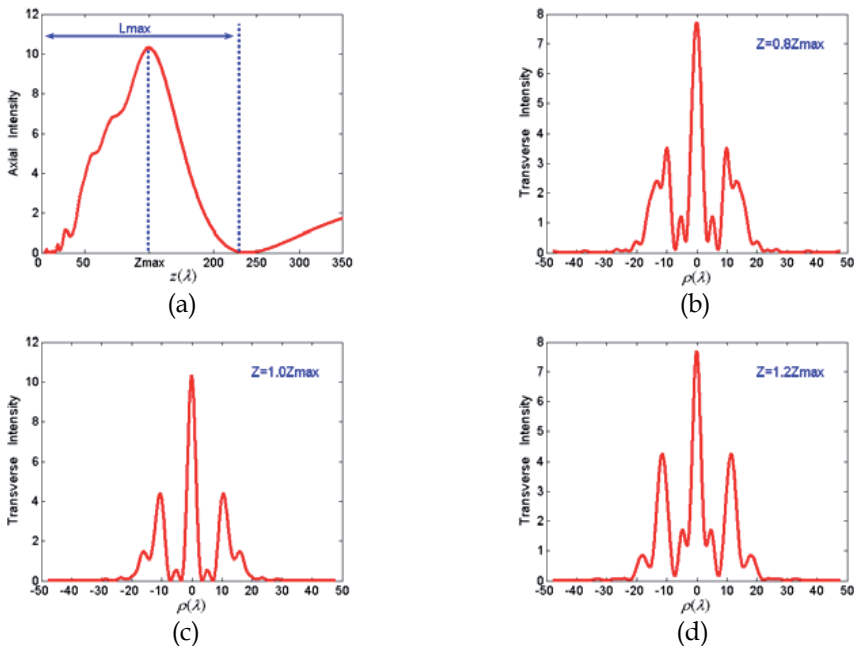 Lmax
12
10
8
6
4
2
0
Axial Intensity
0 50 Zmax 200 250 300 350
z(λ)
(a)
Z=0.8Zmax
8
7
6
5
4
3
2
1
0
Transverse Intensity
-50 -40 -30 -20 -10 0 10 20 30 40 50
ρ(λ)
(b)
Z=1.0Zmax
12
10
8
6
4
2
0
Transverse Intensity
-50 -40 -30 -20 -10 0 10 20 30 40 50
ρ(λ)
(c)
Z=1.2Zmax
8
7
6
5
4
3
2
1
0
Transverse Intensity
-50 -40 -30 -20 -10 0 10 20 30 40 50
ρ(λ)
(d)